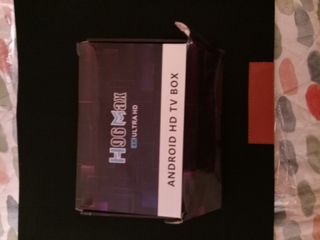 H96 Max
4K ULTRA HD
ANDROID HD TV BOX